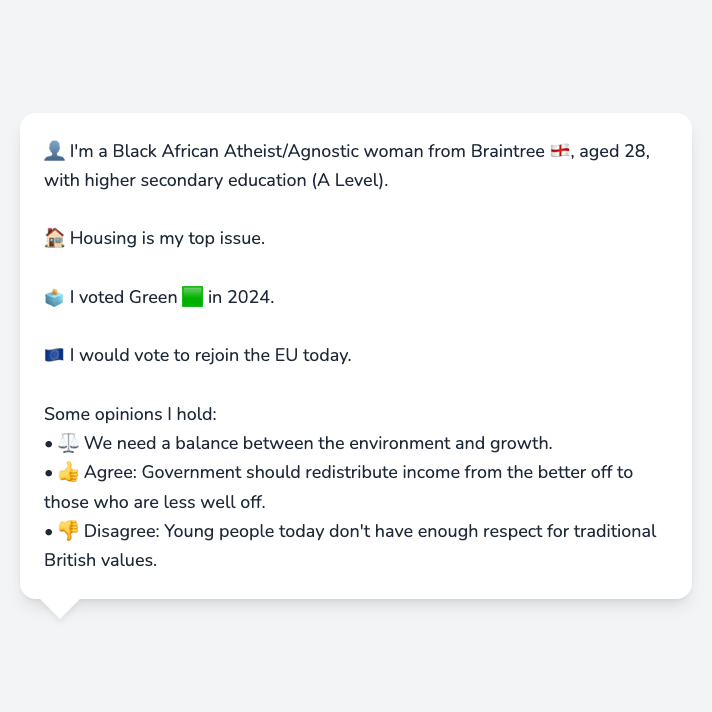 👤 I'm a Black African Atheist/Agnostic woman from Braintree 🏴󠁧󠁢󠁥󠁮󠁧󠁿, aged 28,
with higher secondary education (A Level).
🏠 Housing is my top issue.
🗳️ I voted Green 🟩 in 2024.
🇪🇺 I would vote to rejoin the EU today.
Some opinions I hold:
• ⚖️ We need a balance between the environment and growth.
• 👍 Agree: Government should redistribute income from the better off to
those who are less well off.
• 👎 Disagree: Young people today don't have enough respect for traditional
British values.